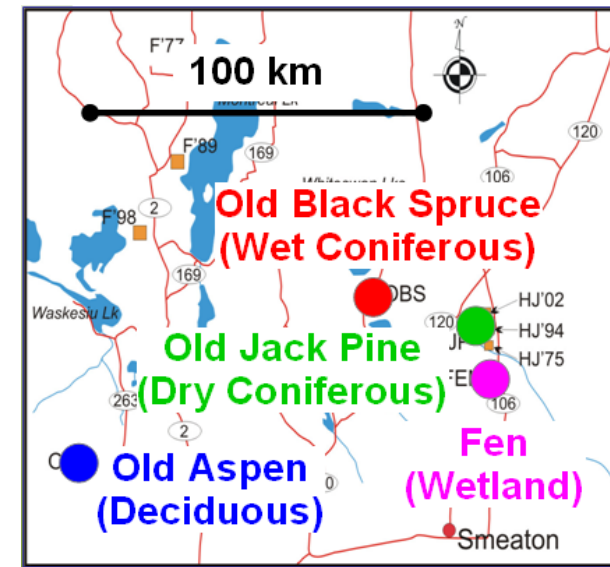 F'77
100 km
N
120
F'89
169
106
2
Old Black Spruce
F'98
(Wet Coniferous)
169
OBS
HJ'02
Waskesiu Lk
120
HJ'94
Old Jack Pine
HJ'75
(Dry Coniferous)
263
106
2
Fen
Old Aspen
(Wetland)
(Deciduous)
Smeaton